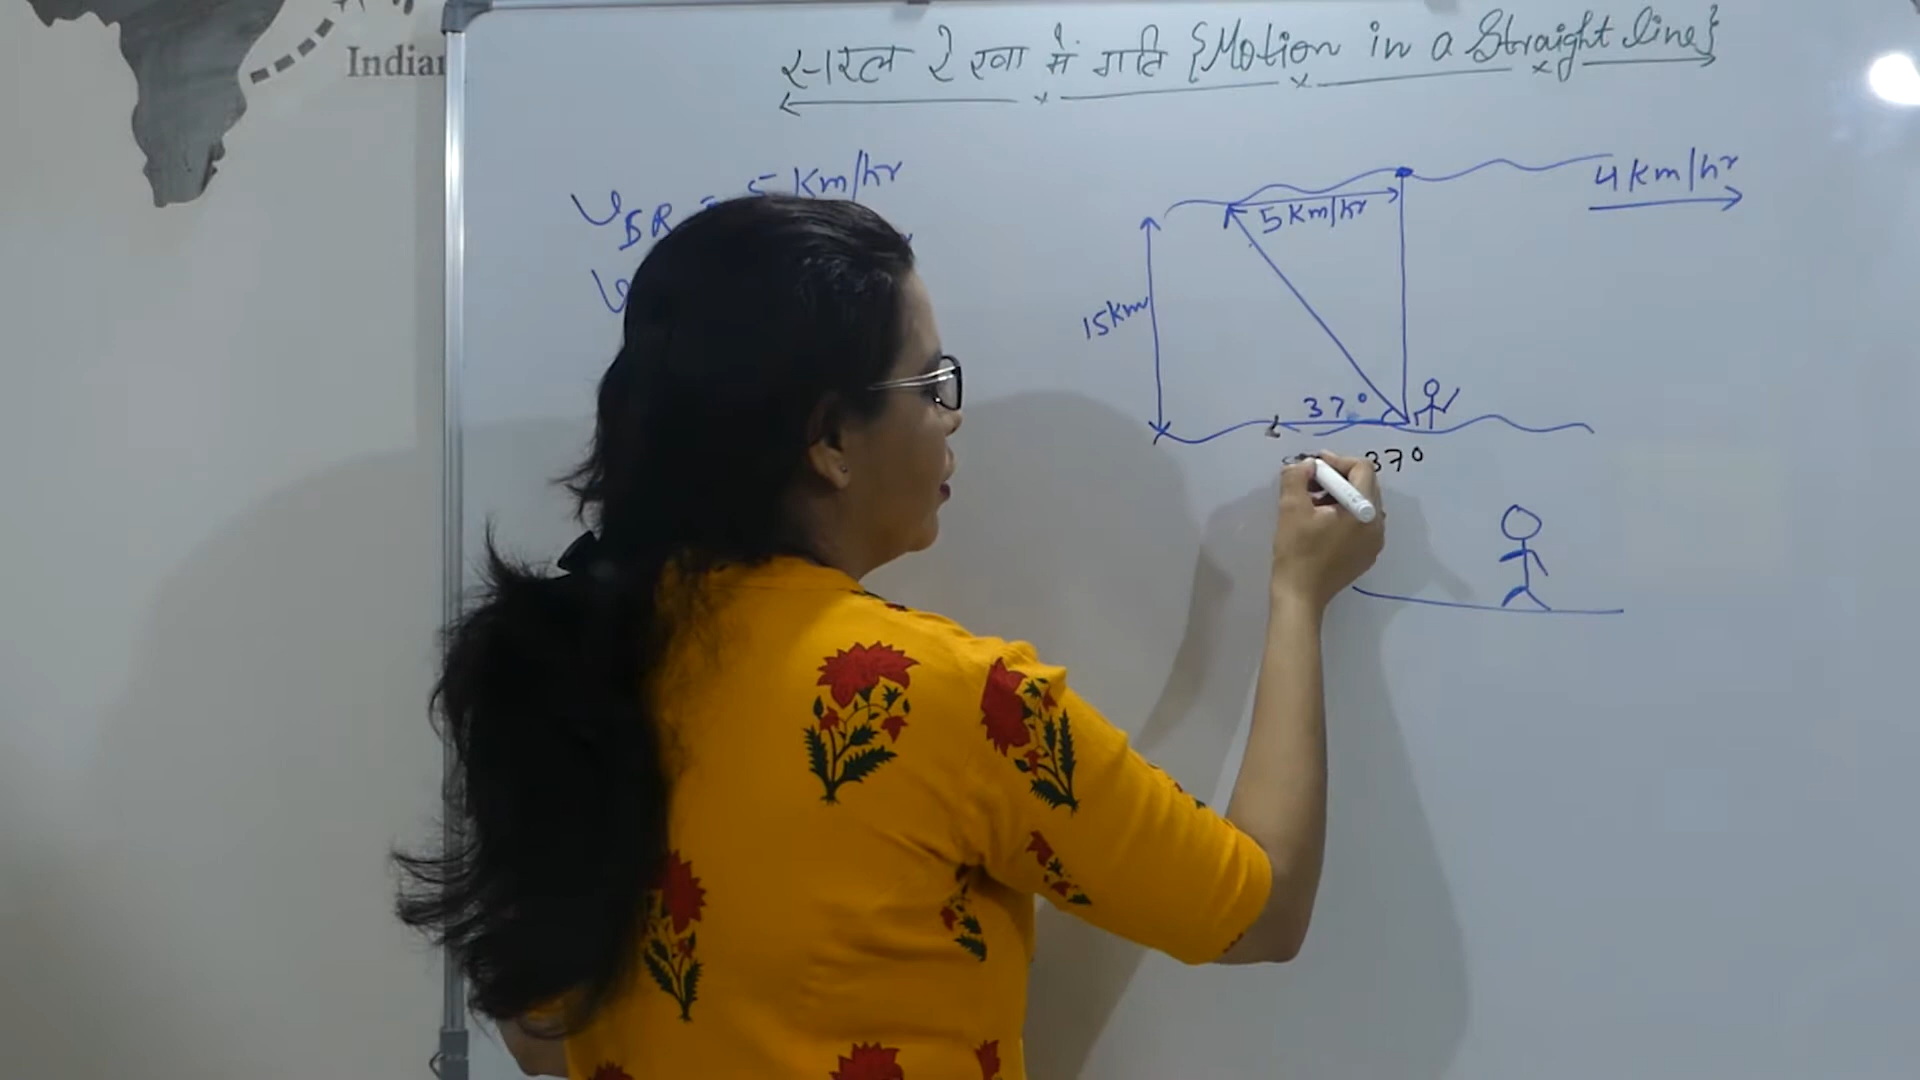 Indian
सरल रेखा में गति {Motion in a Straight line}
VBR = 5 Km/hr
4 km/hr
5 Km/hr
15km
37°
37°